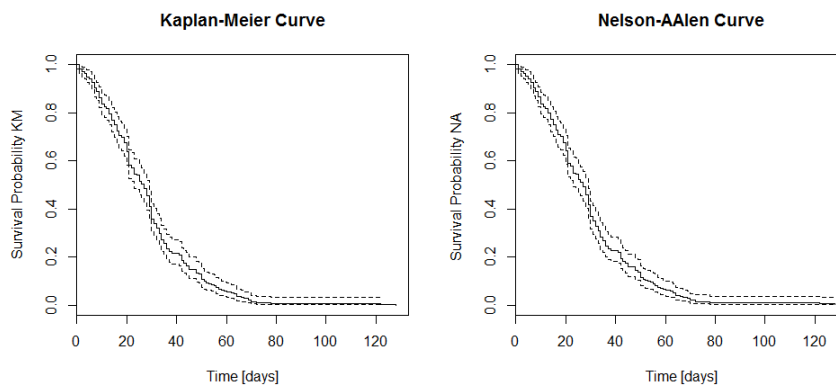 Kaplan-Meier Curve
Survival Probability KM
1.0
0.8
0.6
0.4
0.2
0.0
0 20 40 60 80 100 120
Time [days]
Nelson-AAlen Curve
Survival Probability NA
1.0
0.8
0.6
0.4
0.2
0.0
0 20 40 60 80 100 120
Time [days]